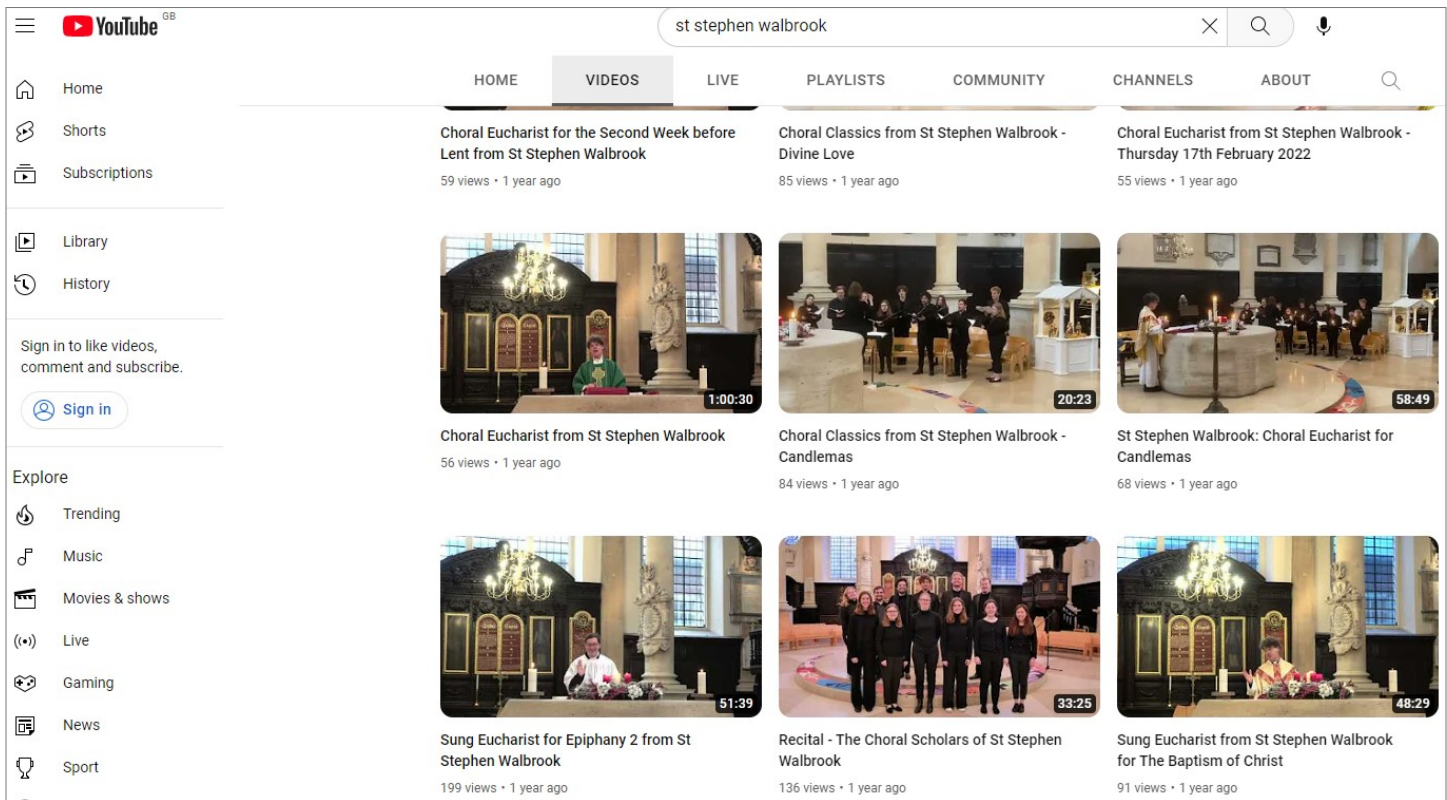 YouTube GB
st stephen walbrook
HOME VIDEOS LIVE PLAYLISTS COMMUNITY CHANNELS ABOUT
Home
Shorts
Subscriptions
Library
History
Sign in to like videos,
comment and subscribe.
Sign in
Explore
Trending
Music
Movies & shows
Live
Gaming
News
Sport
Choral Eucharist for the Second Week before
Lent from St Stephen Walbrook
59 views • 1 year ago
Choral Classics from St Stephen Walbrook -
Divine Love
85 views • 1 year ago
Choral Eucharist from St Stephen Walbrook -
Thursday 17th February 2022
55 views • 1 year ago
1:00:30
Choral Eucharist from St Stephen Walbrook
56 views • 1 year ago
20:23
Choral Classics from St Stephen Walbrook -
Candlemas
84 views • 1 year ago
58:49
St Stephen Walbrook: Choral Eucharist for
Candlemas
68 views • 1 year ago
51:39
Sung Eucharist for Epiphany 2 from St
Stephen Walbrook
199 views • 1 year ago
33:25
Recital - The Choral Scholars of St Stephen
Walbrook
136 views • 1 year ago
48:29
Sung Eucharist from St Stephen Walbrook
for The Baptism of Christ
91 views • 1 year ago